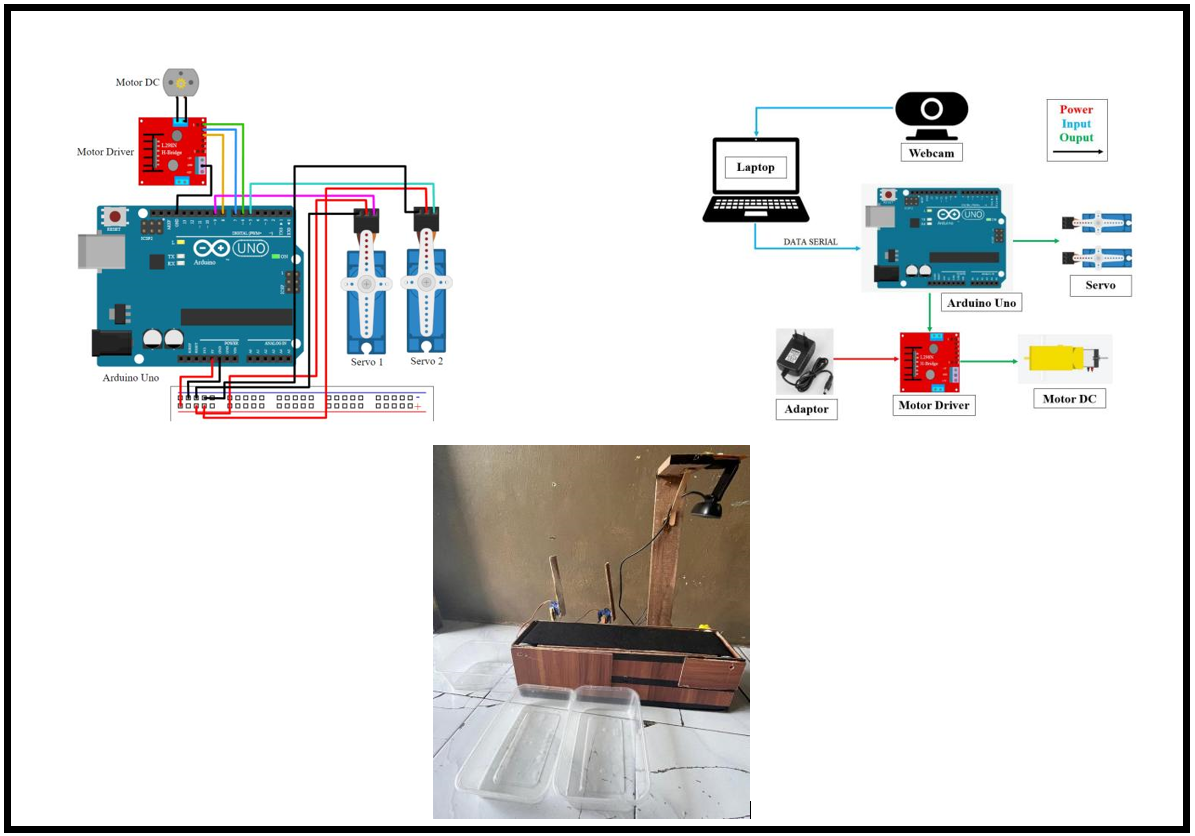 Motor DC
Motor Driver
L298N
H-Bridge
RESET
ICSP2
L
TX
RX
Arduino
UNO
ON
ICSP
DIGITAL (PWM~)
POWER
ANALOG IN
Arduino Uno
Servo 1
Servo 2
-
+
Webcam
Laptop
Power
Input
Ouput
DATA SERIAL
UNO
Arduino Uno
Servo
Adaptor
L298N
H-Bridge
Motor Driver
Motor DC